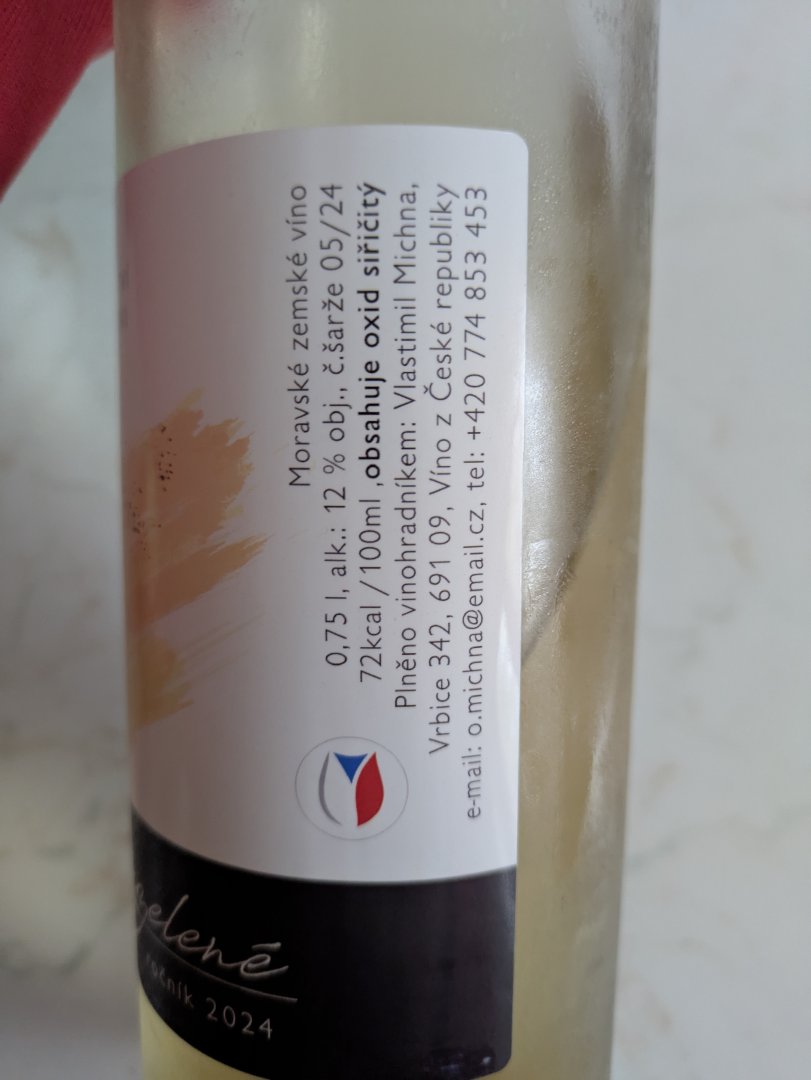 Moravské zemské víno
0,75 l, alk.: 12 % obj., č.šarže 05/24
72kcal / 100ml ,obsahuje oxid siřičitý
Plněno vinohradníkem: Vlastimil Michna,
Vrbice 342, 691 09, Víno z České republiky
e-mail: o.michna@email.cz, tel: +420 774 853 453
zelené
ročník 2024